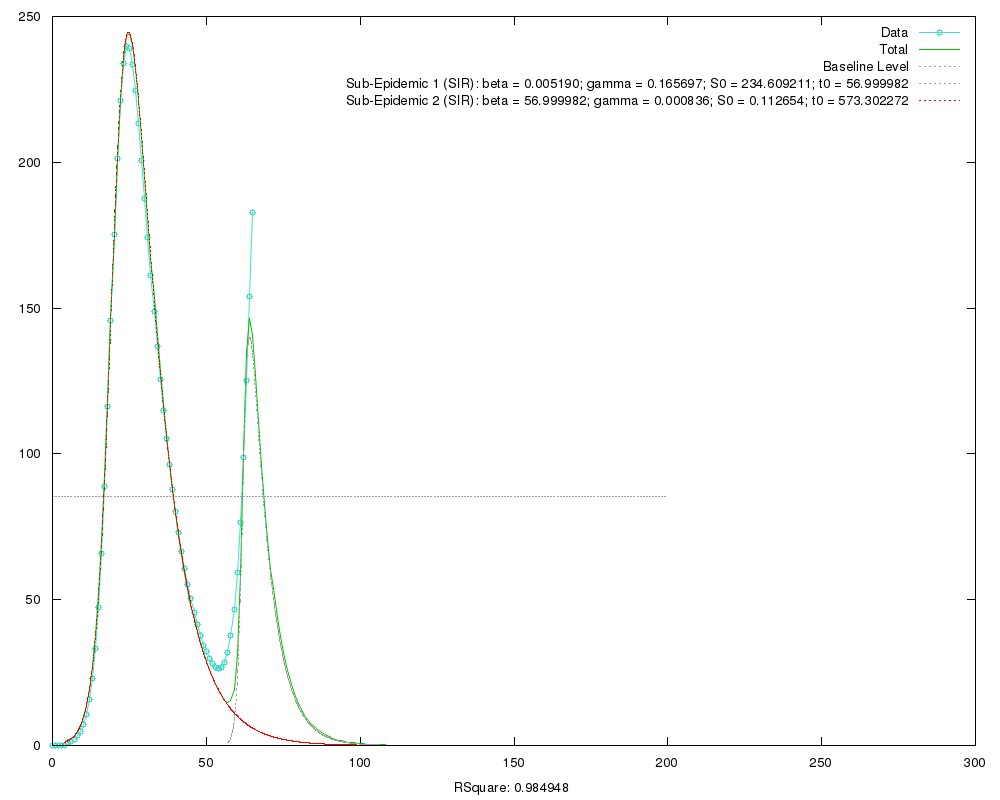 250
200
150
100
50
0
Data
Total
Baseline Level
Sub-Epidemic 1 (SIR): beta = 0.005190; gamma = 0.165697; S0 = 234.609211; t0 = 56.999982
Sub-Epidemic 2 (SIR): beta = 56.999982; gamma = 0.000836; S0 = 0.112654; t0 = 573.302272
0 50 100 150 200 250 300
RSquare: 0.984948